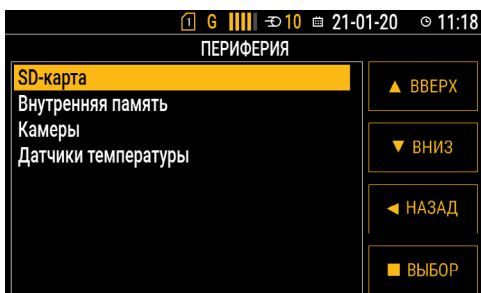 1 G 10 21-01-20 11:18
ПЕРИФЕРИЯ
SD-карта
Внутренняя память
Камеры
Датчики температуры
▲ ВВЕРХ
▼ ВНИЗ
◄ НАЗАД
■ ВЫБОР